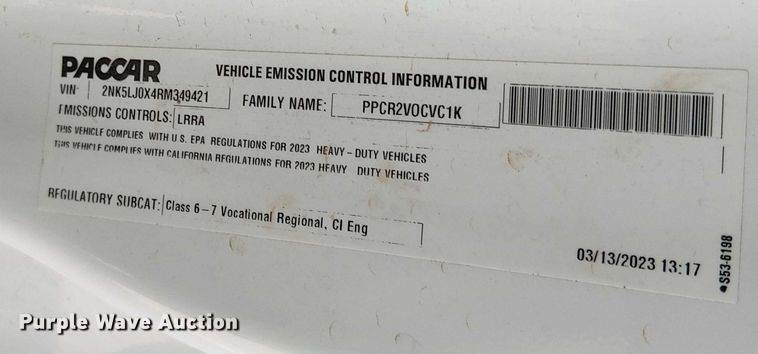 PACCAR
VEHICLE EMISSION CONTROL INFORMATION
VIN: 2NK5LJ0X4RM349421
FAMILY NAME: PPCR2VOCVC1K
EMISSIONS CONTROLS: LRRA
THIS VEHICLE COMPLIES WITH U.S. EPA REGULATIONS FOR 2023 HEAVY-DUTY VEHICLES
THIS VEHICLE COMPLIES WITH CALIFORNIA REGULATIONS FOR 2023 HEAVY DUTY VEHICLES
REGULATORY SUBCAT: Class 6-7 Vocational Regional, CI Eng
03/13/2023 13:17
S53-6198
Purple Wave Auction